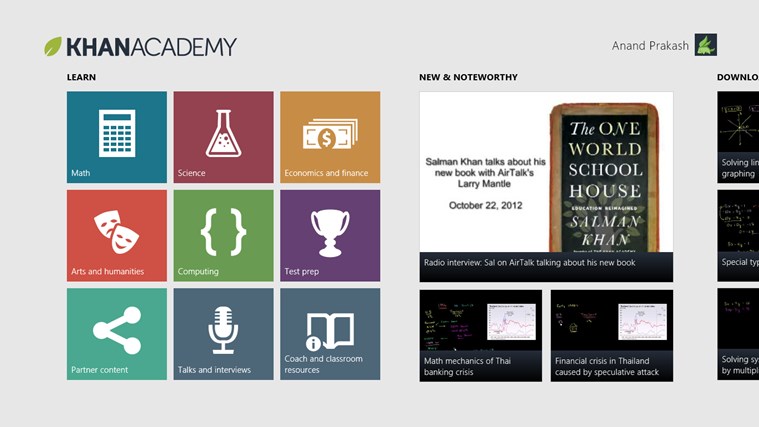 KHANACADEMY
Anand Prakash
LEARN
Math
Science
Economics and finance
Arts and humanities
Computing
Test prep
Partner content
Talks and interviews
Coach and classroom
resources
NEW & NOTEWORTHY
Salman Khan talks about his
new book with AirTalk's
Larry Mantle
October 22, 2012
The ONE
WORLD
SCHOOL
HOUSE
EDUCATION REIMAGINED
SALMAN
KHAN
Radio interview: Sal on AirTalk talking about his new book
Math mechanics of Thai
banking crisis
Financial crisis in Thailand
caused by speculative attack
DOWNLO
Solving lin
graphing
Special typ
Solving sy
by multipl